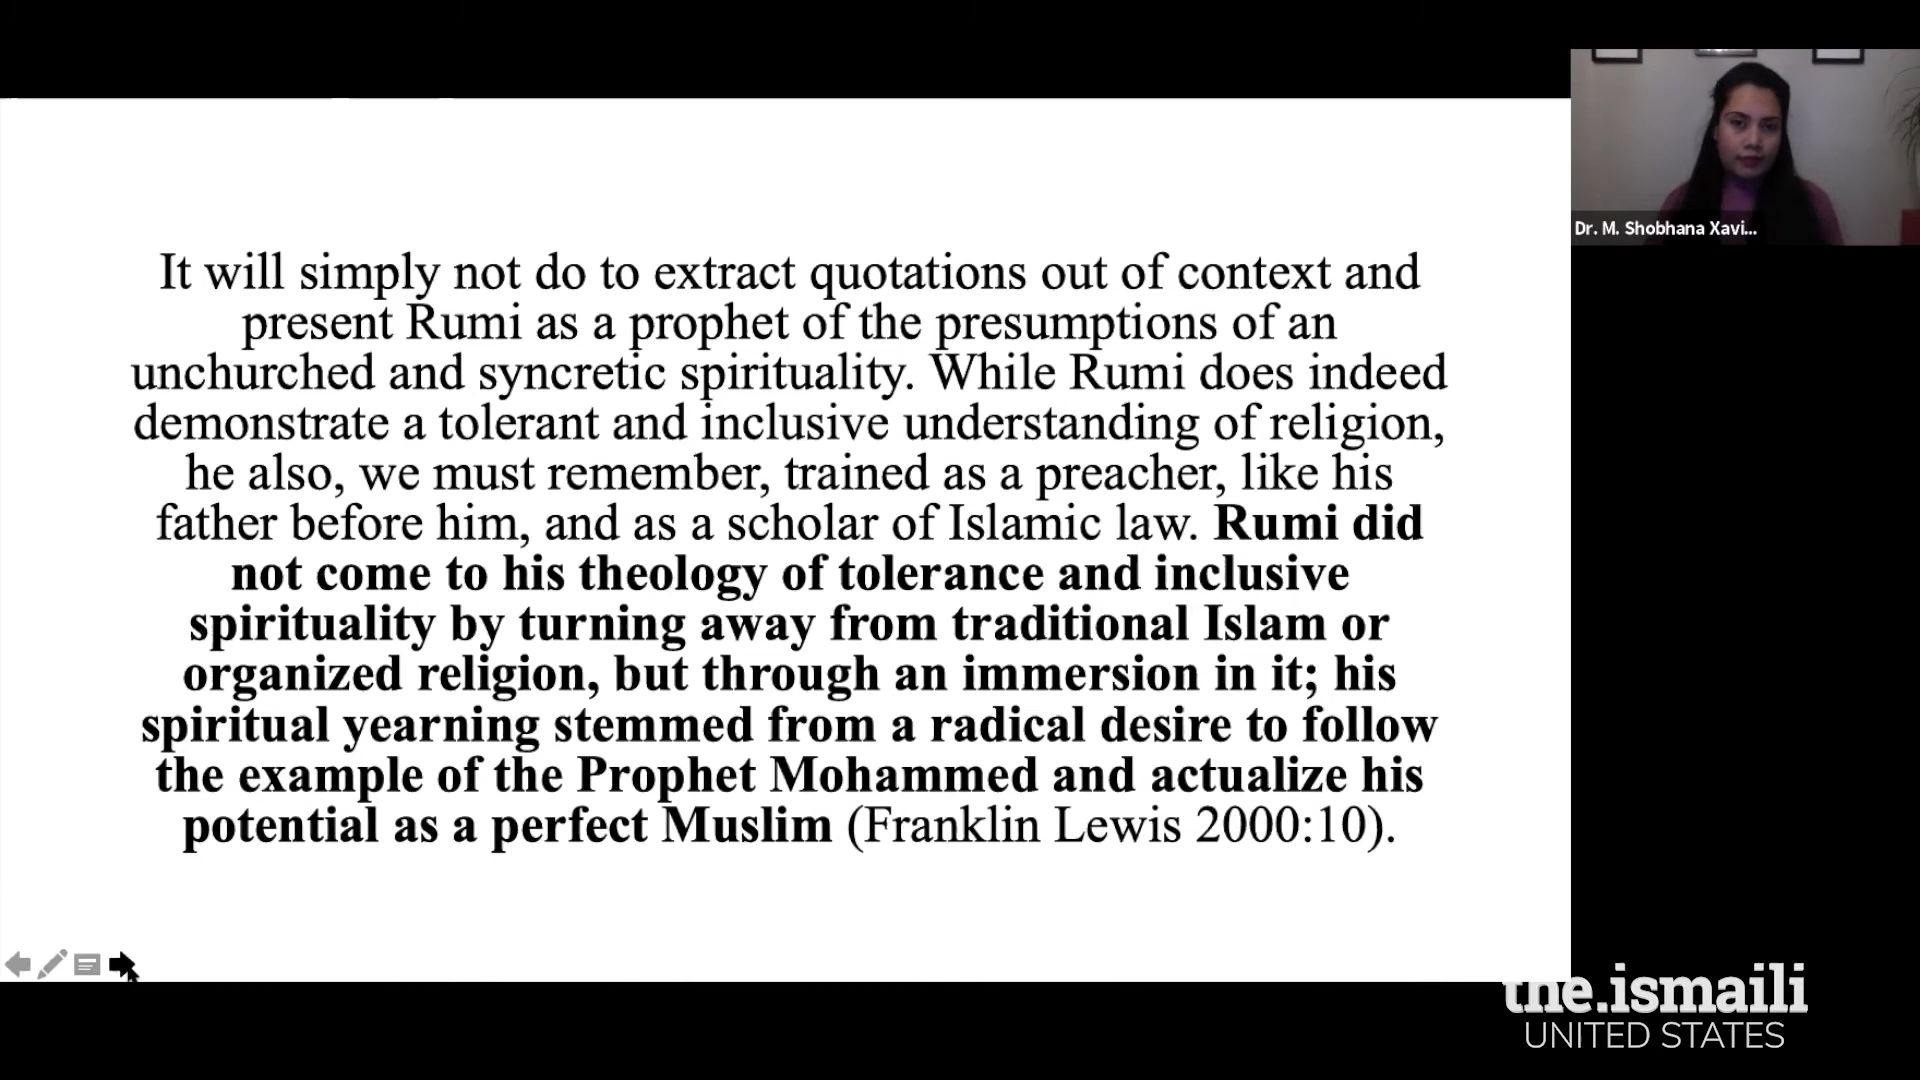 It will simply not do to extract quotations out of context and
present Rumi as a prophet of the presumptions of an
unchurched and syncretic spirituality. While Rumi does indeed
demonstrate a tolerant and inclusive understanding of religion,
he also, we must remember, trained as a preacher, like his
father before him, and as a scholar of Islamic law. Rumi did
not come to his theology of tolerance and inclusive
spirituality by turning away from traditional Islam or
organized religion, but through an immersion in it; his
spiritual yearning stemmed from a radical desire to follow
the example of the Prophet Mohammed and actualize his
potential as a perfect Muslim (Franklin Lewis 2000:10).
Dr. M. Shobhana Xavi...
the.ismaili
UNITED STATES